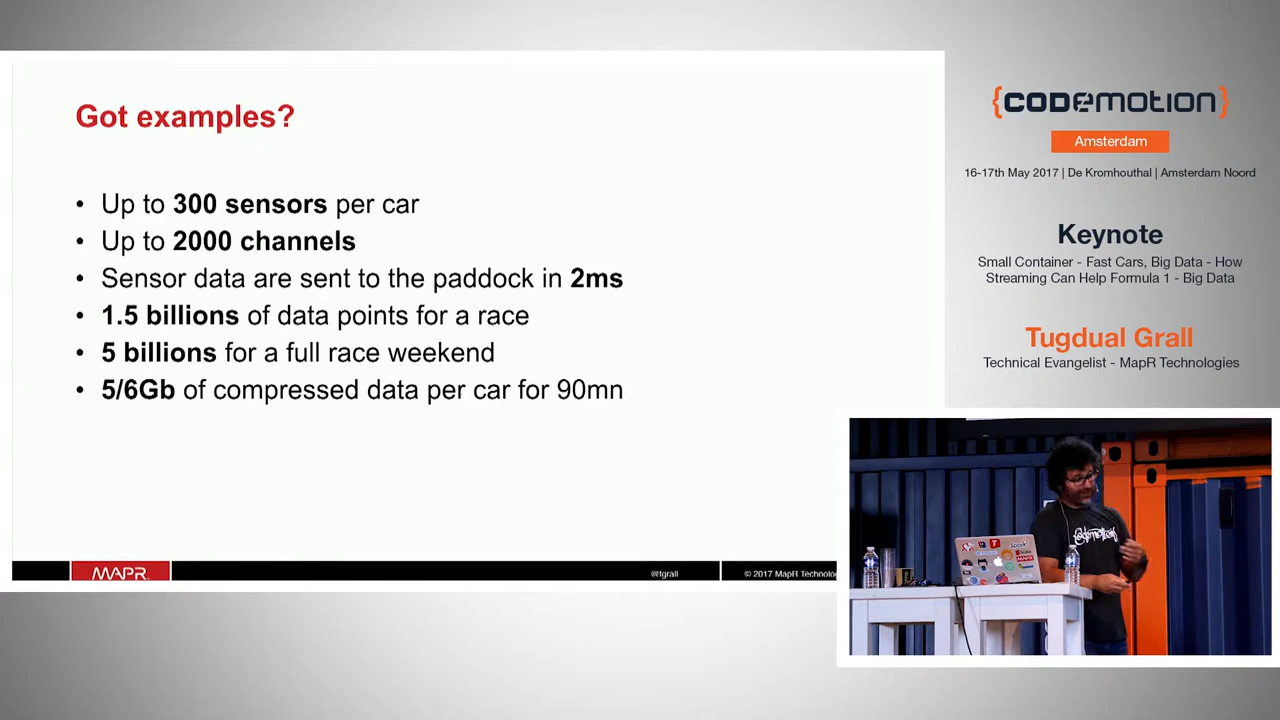 Got examples?
• Up to 300 sensors per car
• Up to 2000 channels
• Sensor data are sent to the paddock in 2ms
• 1.5 billions of data points for a race
• 5 billions for a full race weekend
• 5/6Gb of compressed data per car for 90mn
MAPR
@tgrall
© 2017 MapR Technolo
{CODEMOTION}
Amsterdam
16-17th May 2017 | De Kromhouthal | Amsterdam Noord
Keynote
Small Container - Fast Cars, Big Data - How
Streaming Can Help Formula 1 - Big Data
Tugdual Grall
Technical Evangelist - MapR Technologies